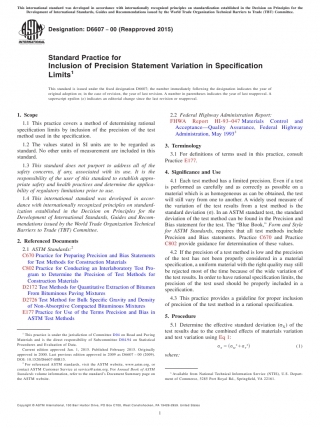 This international standard was developed in accordance with internationally recognized principles on standardization established in the Decision on Principles for the
Development of International Standards, Guides and Recommendations issued by the World Trade Organization Technical Barriers to Trade (TBT) Committee.
Designation: D6607 − 00 (Reapproved 2015)
Standard Practice for
Inclusion of Precision Statement Variation in Specification
Limits1
This standard is issued under the fixed designation D6607; the number immediately following the designation indicates the year of
original adoption or, in the case of revision, the year of last revision. A number in parentheses indicates the year of last reapproval. A
superscript epsilon (ε) indicates an editorial change since the last revision or reapproval.
1. Scope
1.1 This practice covers a method of determining rational
specification limits by inclusion of the precision of the test
method used in the specification.
1.2 The values stated in SI units are to be regarded as
standard. No other units of measurement are included in this
standard.
1.3 This standard does not purport to address all of the
safety concerns, if any, associated with its use. It is the
responsibility of the user of this standard to establish appro-
priate safety and health practices and determine the applica-
bility of regulatory limitations prior to use.
1.4 This international standard was developed in accor-
dance with internationally recognized principles on standard-
ization established in the Decision on Principles for the
Development of International Standards, Guides and Recom-
mendations issued by the World Trade Organization Technical
Barriers to Trade (TBT) Committee.
2. Referenced Documents
2.1 ASTM Standards:2
C670 Practice for Preparing Precision and Bias Statements
for Test Methods for Construction Materials
C802 Practice for Conducting an Interlaboratory Test Pro-
gram to Determine the Precision of Test Methods for
Construction Materials
D2172 Test Methods for Quantitative Extraction of Bitumen
From Bituminous Paving Mixtures
D2726 Test Method for Bulk Specific Gravity and Density
of Non-Absorptive Compacted Bituminous Mixtures
E177 Practice for Use of the Terms Precision and Bias in
ASTM Test Methods
1 This practice is under the jurisdiction of Committee D04 on Road and Paving
Materials and is the direct responsibility of Subcommittee D04.94 on Statistical
Procedures and Evaluation of Data.
Current edition approved Jan. 1, 2015. Published February 2015. Originally
approved in 2000. Last previous edition approved in 2009 as D6607 – 00 (2009).
DOI: 10.1520/D6607-00R15.
2 For referenced ASTM standards, visit the ASTM website, www.astm.org, or
contact ASTM Customer Service at service@astm.org. For Annual Book of ASTM
Standards volume information, refer to the standard's Document Summary page on
the ASTM website.
2.2 Federal Highway Administration Report:
FHWA Report HI-93-047 Materials Control and
Acceptance—Quality Assurance, Federal Highway
Administration, May 19933
3. Terminology
3.1 For definitions of terms used in this practice, consult
Practice E177.
4. Significance and Use
4.1 Each test method has a limited precision. Even if a test
is performed as carefully and as correctly as possible on a
material which is as homogeneous as can be obtained, the test
will still vary from one to another. A widely used measure of
the variation of the test results from a test method is the
standard deviation (σ). In an ASTM standard test, the standard
deviation of the test method can be found in the Precision and
Bias statement for the test. The "Blue Book," Form and Style
for ASTM Standards, requires that all test methods include
Precision and Bias statements. Practice C670 and Practice
C802 provide guidance for determination of these values.
4.2 If the precision of a test method is low and the precision
of the test has not been properly considered in a material
specification, a uniform material with the right quality may still
be rejected most of the time because of the wide variation of
the test results. In order to have rational specification limits, the
precision of the test used should be properly included in a
specification.
4.3 This practice provides a guideline for proper inclusion
of precision of the test method in a rational specification.
5. Procedure
5.1 Determine the effective standard deviation
test results due to the combined effects of material variation
and test variation using Eq 1:
(1)
where:
3 Available from National Technical Information Service (NTIS), U.S. Depart-
ment of Commerce, 5285 Port Royal Rd., Springfield, VA 22161.
Copyright © ASTM International, 100 Barr Harbor Drive, PO Box C700, West Conshohocken, PA 19428-2959. United States
1